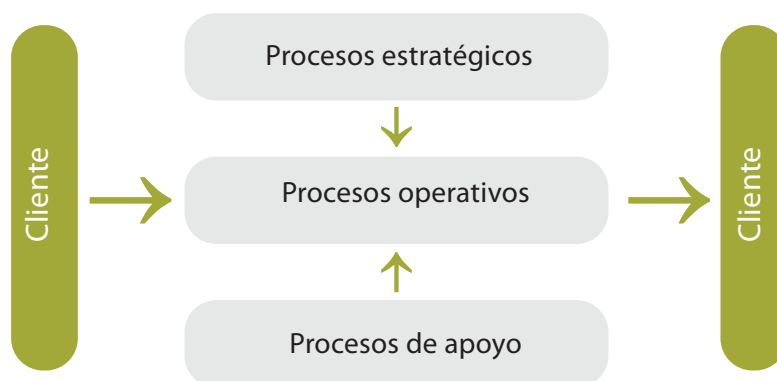 Cliente
Procesos estratégicos
Procesos operativos
Procesos de apoyo
Cliente